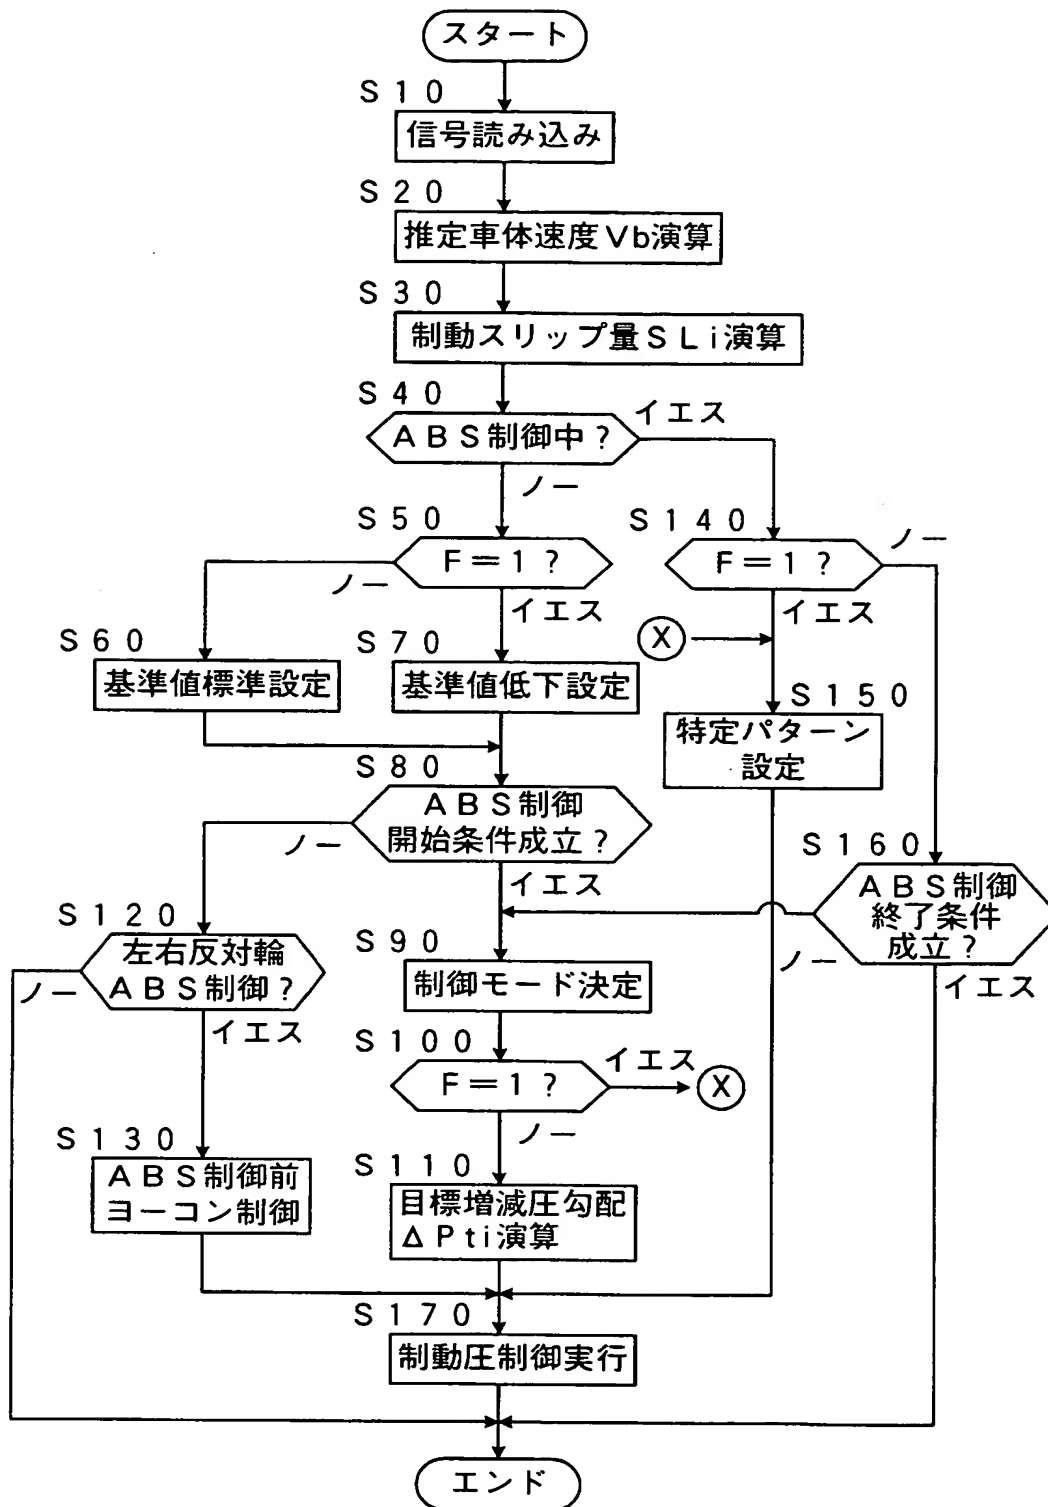 スタート
S10
信号読み込み
S20
推定車体速度Vb演算
S30
制動スリップ量SLi演算
S40
ABS制御中?
イエス
ノー
S50
F=1?
ノー
イエス
S140
F=1?
ノー
イエス
S60
基準値標準設定
S70
基準値低下設定
X
S150
特定パターン
設定
S80
ABS制御
開始条件成立?
ノー
イエス
S160
ABS制御
終了条件
成立?
ノー
イエス
S120
左右反対輪
ABS制御?
ノー
イエス
S90
制御モード決定
S100
F=1?
イエス
X
ノー
S130
ABS制御前
ヨーコン制御
S110
目標増減圧勾配
ΔPti演算
S170
制動圧制御実行
エンド